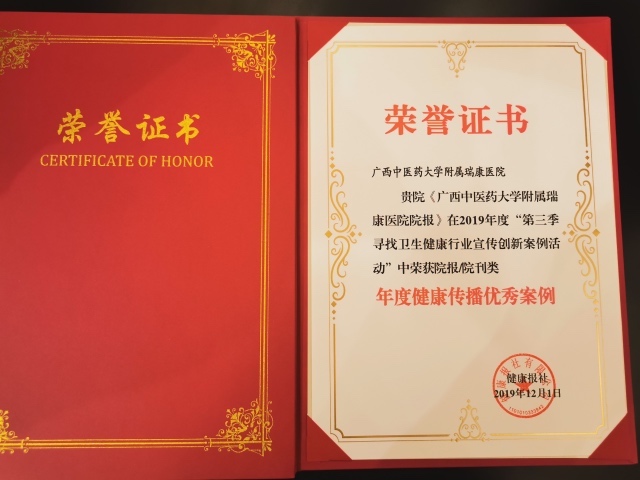 荣誉证书
CERTIFICATE OF HONOR
荣誉证书
广西中医药大学附属瑞康医院
贵院《广西中医药大学附属瑞
康医院院报》在2019年度“第三季
寻找卫生健康行业宣传创新案例活
动”中荣获院报/院刊类
年度健康传播优秀案例
健康报社
2019年12月1日